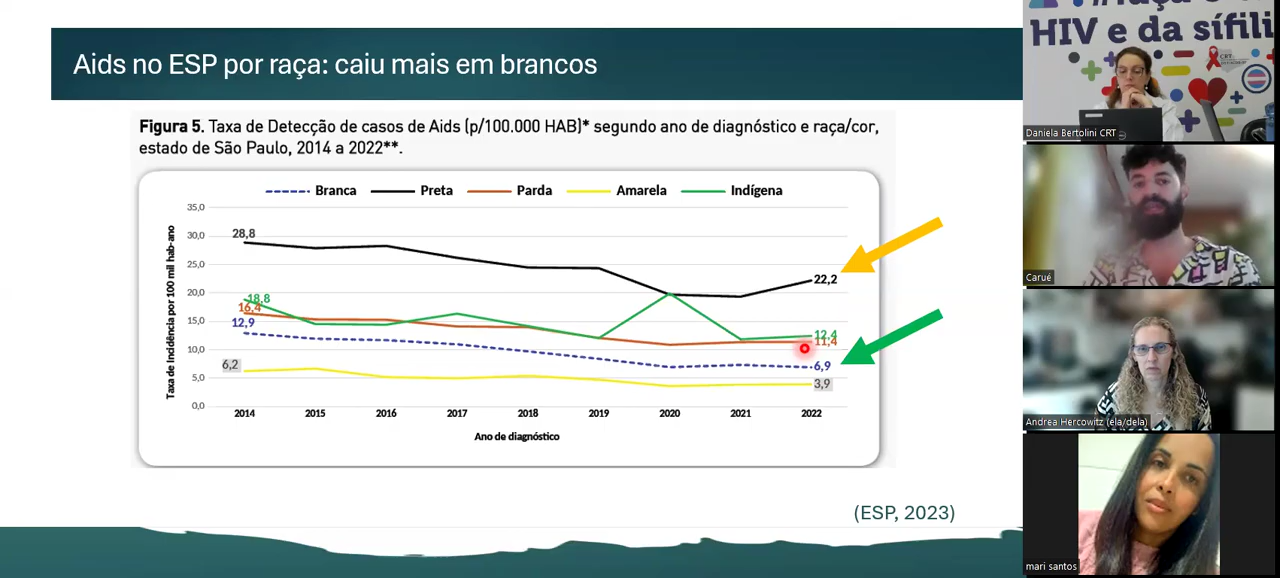 Aids no ESP por raça: caiu mais em brancos
Figura 5. Taxa de Detecção de casos de Aids (p/100.000 HAB)* segundo ano de diagnóstico e raça/cor,
estado de São Paulo, 2014 a 2022**.
Branca Preta Parda Amarela Indígena
Taxa de Incidência por 100 mil hab-ano
35,0
30,0
25,0
20,0
15,0
10,0
5,0
0,0
28,8
18,8
16,4
12,9
6,2
22,2
12,4
11,4
6,9
3,9
2014 2015 2016 2017 2018 2019 2020 2021 2022
Ano de diagnóstico
(ESP, 2023)
HIV e da sífili
CRT
Daniela Bertolini CRT
Carué
Andrea Hercowitz (ela/dela)
mari santos